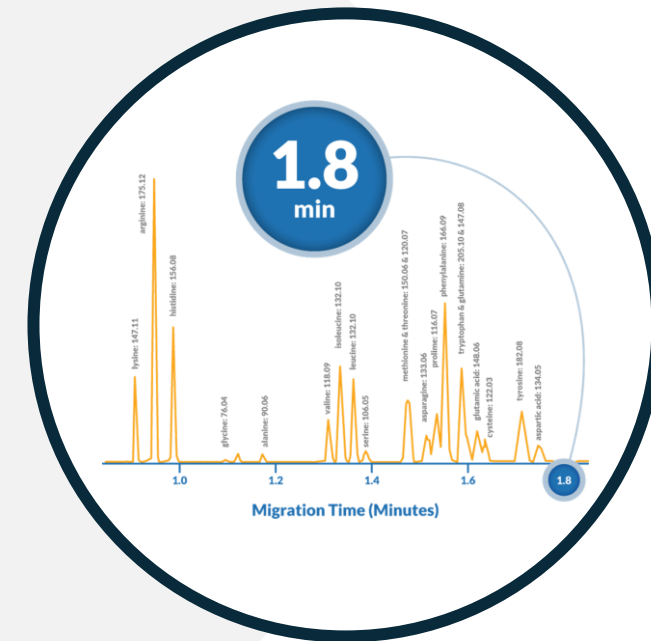 1.8
min
lysine: 147.11
arginine: 175.12
histidine: 156.08
glycine: 76.04
alanine: 90.06
valine: 118.09
isoleucine: 132.10
leucine: 132.10
serine: 106.05
methionine & threonine: 150.06 & 120.07
asparagine: 133.06
proline: 116.07
phenylalanine: 166.09
tryptophan & glutamine: 205.10 & 147.08
glutamic acid: 148.06
cysteine: 122.03
tyrosine: 182.08
aspartic acid: 134.05
1.0
1.2
1.4
1.6
1.8
Migration Time (Minutes)